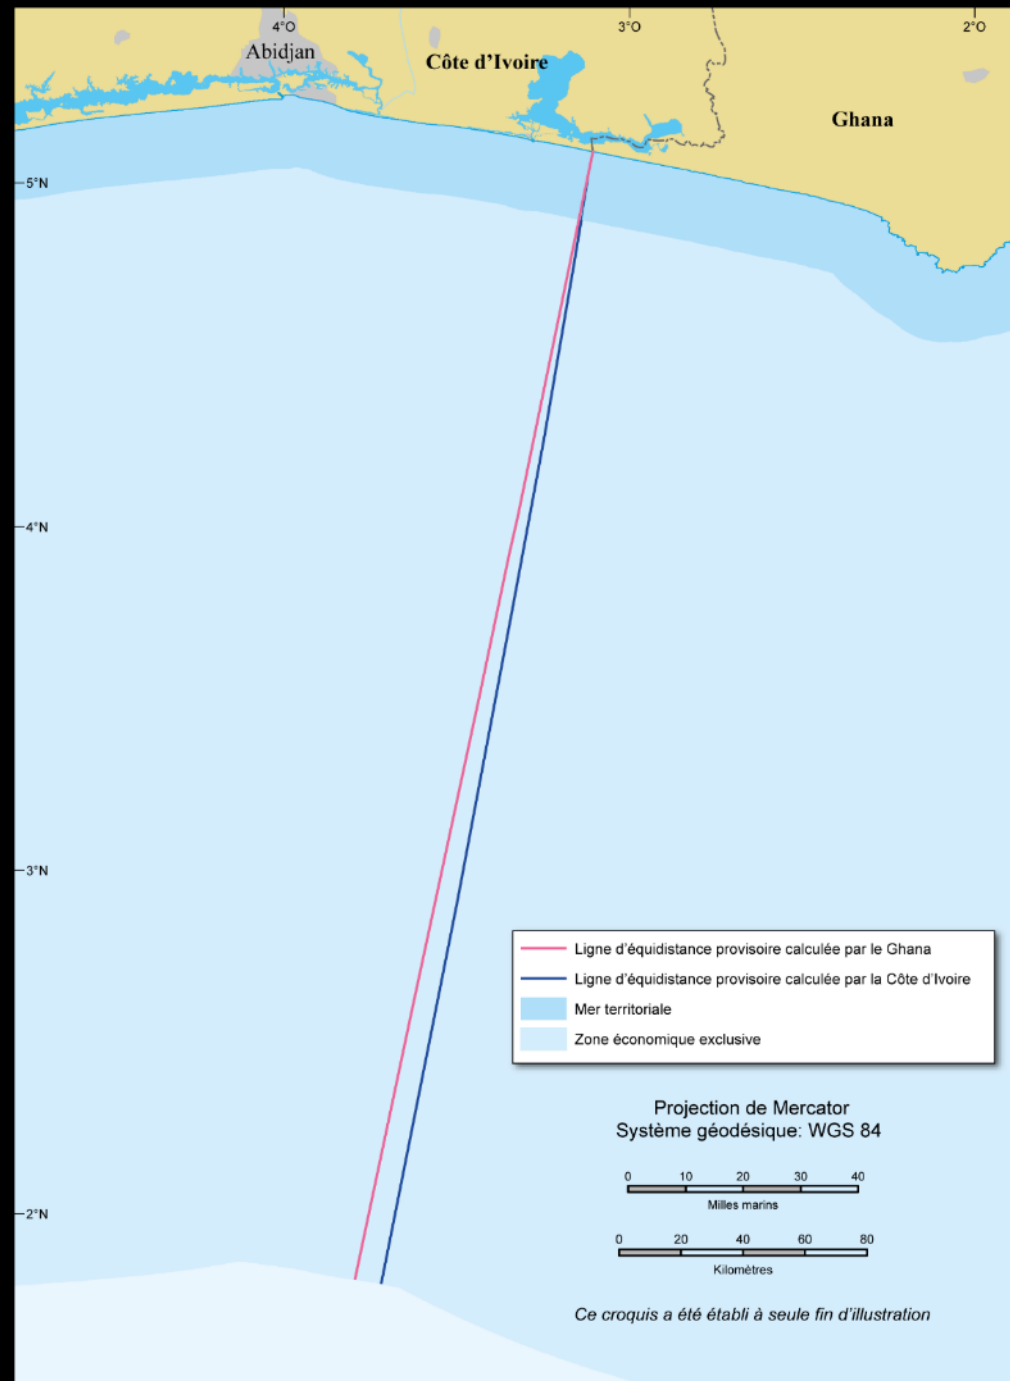 4°O
3°O
2°O
Abidjan
Côte d'Ivoire
Ghana
5°N
4°N
3°N
2°N
Ligne d'équidistance provisoire calculée par le Ghana
Ligne d'équidistance provisoire calculée par la Côte d'Ivoire
Mer territoriale
Zone économique exclusive
Projection de Mercator
Système géodésique: WGS 84
0 10 20 30 40
Milles marins
0 20 40 60 80
Kilomètres
Ce croquis a été établi à seule fin d'illustration